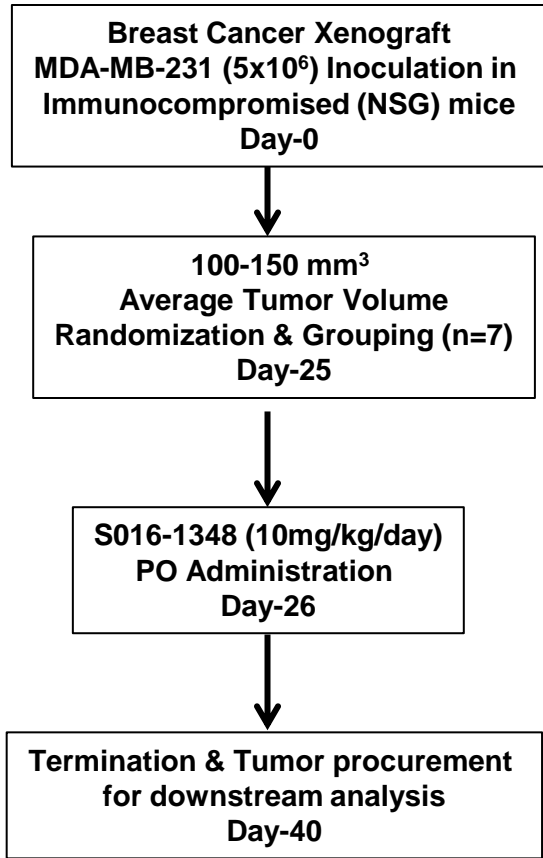 Breast Cancer Xenograft
MDA-MB-231 (5x10⁶) Inoculation in
Immunocompromised (NSG) mice
Day-0
100-150 mm³
Average Tumor Volume
Randomization & Grouping (n=7)
Day-25
S016-1348 (10mg/kg/day)
PO Administration
Day-26
Termination & Tumor procurement
for downstream analysis
Day-40